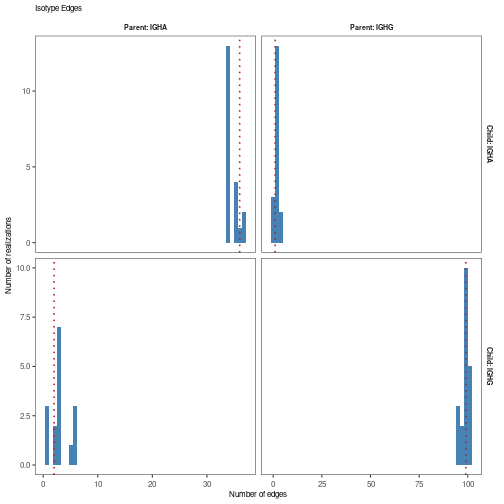 Isotype Edges
Parent: IGHA
Parent: IGHG
10
5
0
Child: IGHA
10.0
7.5
5.0
2.5
0.0
Child: IGHG
Number of realizations
0
10
20
30
0
25
50
75
100
Number of edges